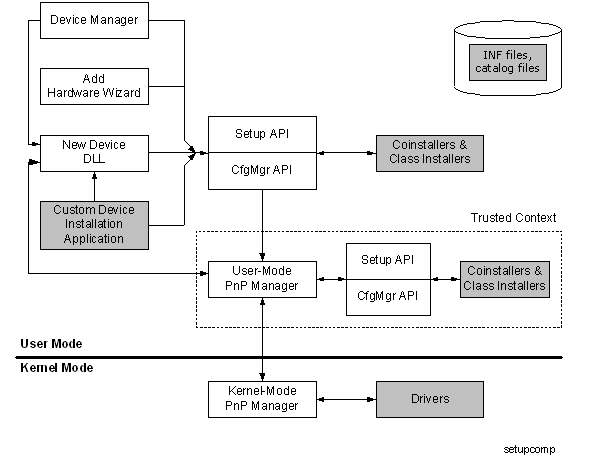 Device Manager
INF files,
catalog files
Add
Hardware Wizard
New Device
DLL
Setup API
CfgMgr API
Coinstallers &
Class Installers
Custom Device
Installation
Application
Trusted Context
User-Mode
PnP Manager
Setup API
CfgMgr API
Coinstallers &
Class Installers
User Mode
Kernel Mode
Kernel-Mode
PnP Manager
Drivers
setupcomp